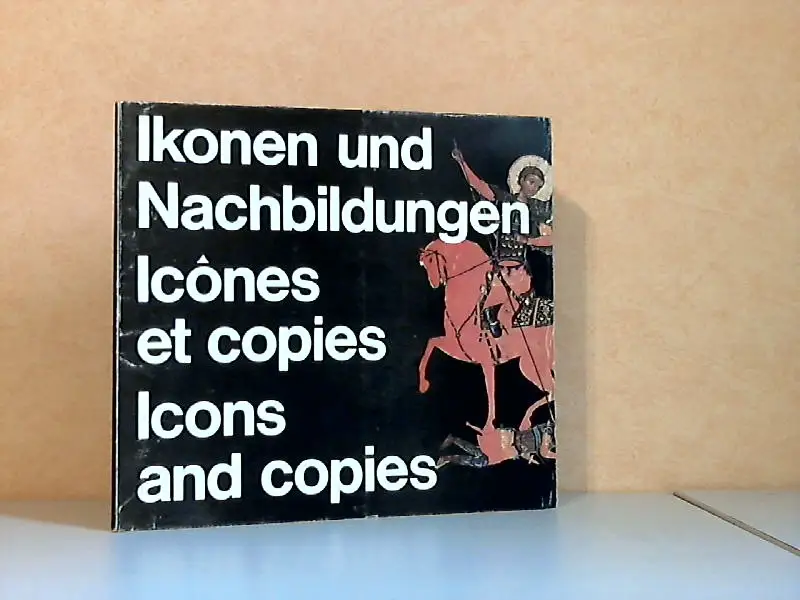 Ikonen und
Nachbildungen
Icônes
et copies
Icons
and copies